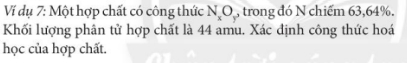 Ví dụ 7: Một hợp chất có công thức NₓOᵧ, trong đó N chiếm 63,64%.
Khối lượng phân tử hợp chất là 44 amu. Xác định công thức hoá
học của hợp chất.